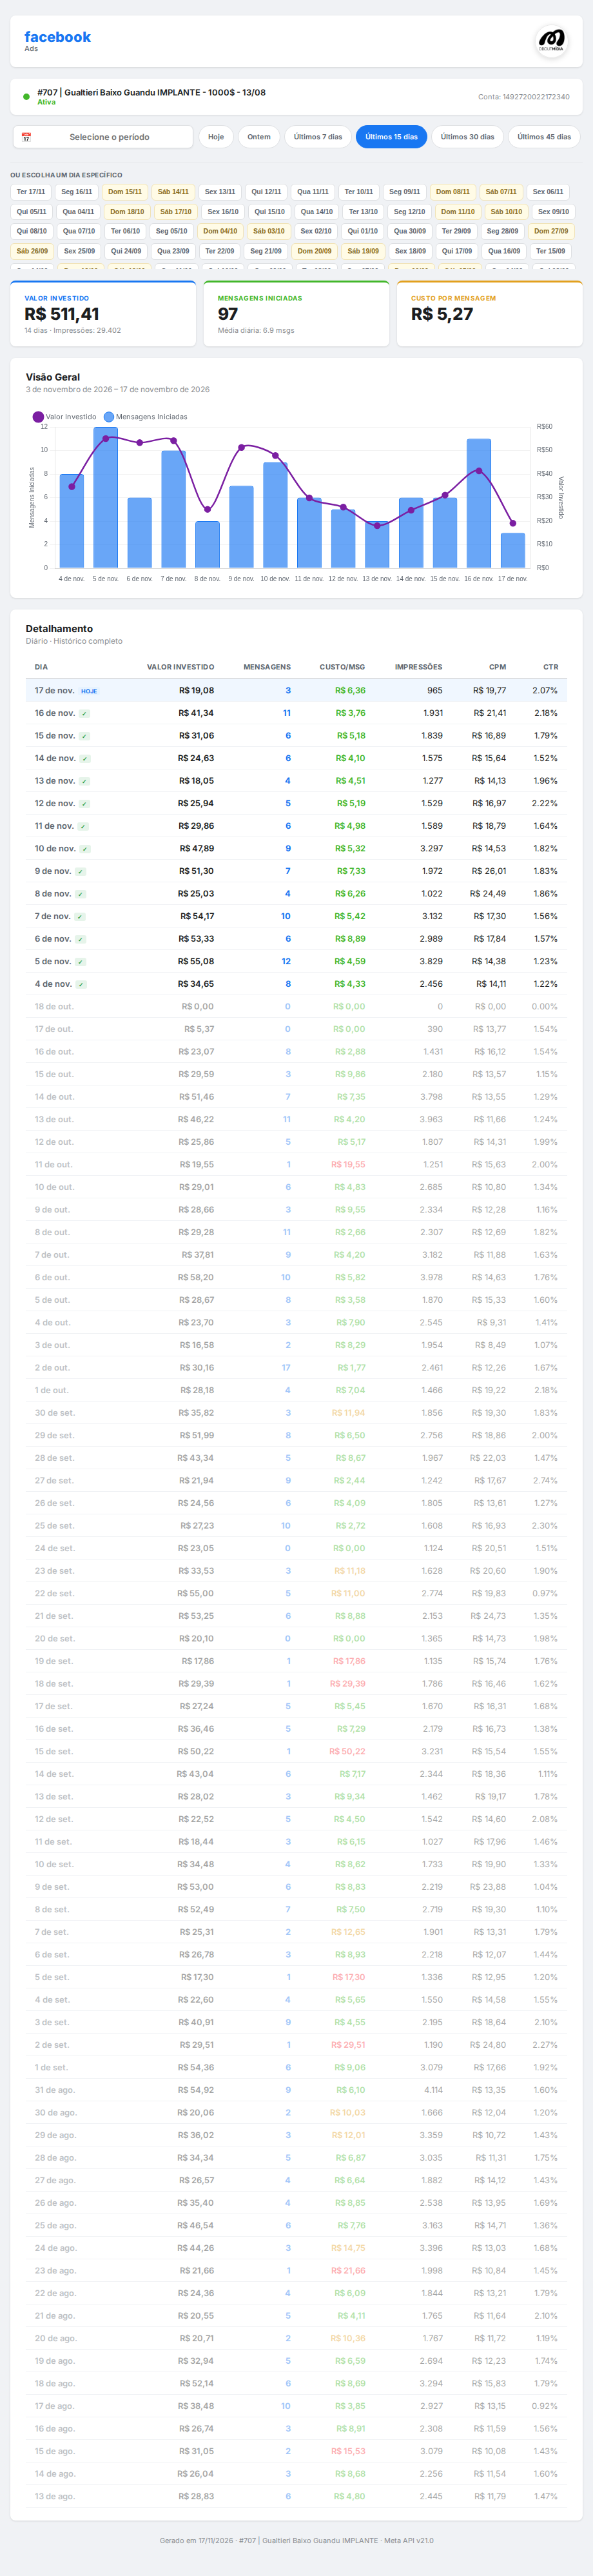 facebook
Ads
ABOUTMÍDIA
#707 | Gualtieri Baixo Guandu IMPLANTE - 1000$ - 13/08
Ativa
Conta: 1492720022172340
Selecione o período
Hoje Ontem Últimos 7 dias Últimos 15 dias Últimos 30 dias Últimos 45 dias
OU ESCOLHA UM DIA ESPECÍFICO
Ter 17/11 Seg 16/11 Dom 15/11 Sáb 14/11 Sex 13/11 Qui 12/11 Qua 11/11 Ter 10/11 Seg 09/11 Dom 08/11 Sáb 07/11 Sex 06/11
Qui 05/11 Qua 04/11 Dom 18/10 Sáb 17/10 Sex 16/10 Qui 15/10 Qua 14/10 Ter 13/10 Seg 12/10 Dom 11/10 Sáb 10/10 Sex 09/10
Qui 08/10 Qua 07/10 Ter 06/10 Seg 05/10 Dom 04/10 Sáb 03/10 Sex 02/10 Qui 01/10 Qua 30/09 Ter 29/09 Seg 28/09 Dom 27/09
Sáb 26/09 Sex 25/09 Qui 24/09 Qua 23/09 Ter 22/09 Seg 21/09 Dom 20/09 Sáb 19/09 Sex 18/09 Qui 17/09 Qua 16/09 Ter 15/09
VALOR INVESTIDO
R$ 511,41
14 dias · Impressões: 29.402
MENSAGENS INICIADAS
97
Média diária: 6.9 msgs
CUSTO POR MENSAGEM
R$ 5,27
Visão Geral
3 de novembro de 2026 – 17 de novembro de 2026
Valor Investido Mensagens Iniciadas
12 10 8 6 4 2 0
Mensagens Iniciadas
R$60 R$50 R$40 R$30 R$20 R$10 R$0
Valor Investido
4 de nov. 5 de nov. 6 de nov. 7 de nov. 8 de nov. 9 de nov. 10 de nov. 11 de nov. 12 de nov. 13 de nov. 14 de nov. 15 de nov. 16 de nov. 17 de nov.
Detalhamento
Diário · Histórico completo
DIA VALOR INVESTIDO MENSAGENS CUSTO/MSG IMPRESSÕES CPM CTR
17 de nov. HOJE R$ 19,08 3 R$ 6,36 965 R$ 19,77 2.07%
16 de nov. ✓ R$ 41,34 11 R$ 3,76 1.931 R$ 21,41 2.18%
15 de nov. ✓ R$ 31,06 6 R$ 5,18 1.839 R$ 16,89 1.79%
14 de nov. ✓ R$ 24,63 6 R$ 4,10 1.575 R$ 15,64 1.52%
13 de nov. ✓ R$ 18,05 4 R$ 4,51 1.277 R$ 14,13 1.96%
12 de nov. ✓ R$ 25,94 5 R$ 5,19 1.529 R$ 16,97 2.22%
11 de nov. ✓ R$ 29,86 6 R$ 4,98 1.589 R$ 18,79 1.64%
10 de nov. ✓ R$ 47,89 9 R$ 5,32 3.297 R$ 14,53 1.82%
9 de nov. ✓ R$ 51,30 7 R$ 7,33 1.972 R$ 26,01 1.83%
8 de nov. ✓ R$ 25,03 4 R$ 6,26 1.022 R$ 24,49 1.86%
7 de nov. ✓ R$ 54,17 10 R$ 5,42 3.132 R$ 17,30 1.56%
6 de nov. ✓ R$ 53,33 6 R$ 8,89 2.989 R$ 17,84 1.57%
5 de nov. ✓ R$ 55,08 12 R$ 4,59 3.829 R$ 14,38 1.23%
4 de nov. ✓ R$ 34,65 8 R$ 4,33 2.456 R$ 14,11 1.22%
18 de out. R$ 0,00 0 R$ 0,00 0 R$ 0,00 0.00%
17 de out. R$ 5,37 0 R$ 0,00 390 R$ 13,77 1.54%
16 de out. R$ 23,07 8 R$ 2,88 1.431 R$ 16,12 1.54%
15 de out. R$ 29,59 3 R$ 9,86 2.180 R$ 13,57 1.15%
14 de out. R$ 51,46 7 R$ 7,35 3.798 R$ 13,55 1.29%
13 de out. R$ 46,22 11 R$ 4,20 3.963 R$ 11,66 1.24%
12 de out. R$ 25,86 5 R$ 5,17 1.807 R$ 14,31 1.99%
11 de out. R$ 19,55 1 R$ 19,55 1.251 R$ 15,63 2.00%
10 de out. R$ 29,01 6 R$ 4,83 2.685 R$ 10,80 1.34%
9 de out. R$ 28,66 3 R$ 9,55 2.334 R$ 12,28 1.16%
8 de out. R$ 29,28 11 R$ 2,66 2.307 R$ 12,69 1.82%
7 de out. R$ 37,81 9 R$ 4,20 3.182 R$ 11,88 1.63%
6 de out. R$ 58,20 10 R$ 5,82 3.978 R$ 14,63 1.76%
5 de out. R$ 28,67 8 R$ 3,58 1.870 R$ 15,33 1.60%
4 de out. R$ 23,70 3 R$ 7,90 2.545 R$ 9,31 1.41%
3 de out. R$ 16,58 2 R$ 8,29 1.954 R$ 8,49 1.07%
2 de out. R$ 30,16 17 R$ 1,77 2.461 R$ 12,26 1.67%
1 de out. R$ 28,18 4 R$ 7,04 1.466 R$ 19,22 2.18%
30 de set. R$ 35,82 3 R$ 11,94 1.856 R$ 19,30 1.83%
29 de set. R$ 51,99 8 R$ 6,50 2.756 R$ 18,86 2.00%
28 de set. R$ 43,34 5 R$ 8,67 1.967 R$ 22,03 1.47%
27 de set. R$ 21,94 9 R$ 2,44 1.242 R$ 17,67 2.74%
26 de set. R$ 24,56 6 R$ 4,09 1.805 R$ 13,61 1.27%
25 de set. R$ 27,23 10 R$ 2,72 1.608 R$ 16,93 2.30%
24 de set. R$ 23,05 0 R$ 0,00 1.124 R$ 20,51 1.51%
23 de set. R$ 33,53 3 R$ 11,18 1.628 R$ 20,60 1.90%
22 de set. R$ 55,00 5 R$ 11,00 2.774 R$ 19,83 0.97%
21 de set. R$ 53,25 6 R$ 8,88 2.153 R$ 24,73 1.35%
20 de set. R$ 20,10 0 R$ 0,00 1.365 R$ 14,73 1.98%
19 de set. R$ 17,86 1 R$ 17,86 1.135 R$ 15,74 1.76%
18 de set. R$ 29,39 1 R$ 29,39 1.786 R$ 16,46 1.62%
17 de set. R$ 27,24 5 R$ 5,45 1.670 R$ 16,31 1.68%
16 de set. R$ 36,46 5 R$ 7,29 2.179 R$ 16,73 1.38%
15 de set. R$ 50,22 1 R$ 50,22 3.231 R$ 15,54 1.55%
14 de set. R$ 43,04 6 R$ 7,17 2.344 R$ 18,36 1.11%
13 de set. R$ 28,02 3 R$ 9,34 1.462 R$ 19,17 1.78%
12 de set. R$ 22,52 5 R$ 4,50 1.542 R$ 14,60 2.08%
11 de set. R$ 18,44 3 R$ 6,15 1.027 R$ 17,96 1.46%
10 de set. R$ 34,48 4 R$ 8,62 1.733 R$ 19,90 1.33%
9 de set. R$ 53,00 6 R$ 8,83 2.219 R$ 23,88 1.04%
8 de set. R$ 52,49 7 R$ 7,50 2.719 R$ 19,30 1.10%
7 de set. R$ 25,31 2 R$ 12,65 1.901 R$ 13,31 1.79%
6 de set. R$ 26,78 3 R$ 8,93 2.218 R$ 12,07 1.44%
5 de set. R$ 17,30 1 R$ 17,30 1.336 R$ 12,95 1.20%
4 de set. R$ 22,60 4 R$ 5,65 1.550 R$ 14,58 1.55%
3 de set. R$ 40,91 9 R$ 4,55 2.195 R$ 18,64 2.10%
2 de set. R$ 29,51 1 R$ 29,51 1.190 R$ 24,80 2.27%
1 de set. R$ 54,36 6 R$ 9,06 3.079 R$ 17,66 1.92%
31 de ago. R$ 54,92 9 R$ 6,10 4.114 R$ 13,35 1.60%
30 de ago. R$ 20,06 2 R$ 10,03 1.666 R$ 12,04 1.20%
29 de ago. R$ 36,02 3 R$ 12,01 3.359 R$ 10,72 1.43%
28 de ago. R$ 34,34 5 R$ 6,87 3.035 R$ 11,31 1.75%
27 de ago. R$ 26,57 4 R$ 6,64 1.882 R$ 14,12 1.43%
26 de ago. R$ 35,40 4 R$ 8,85 2.538 R$ 13,95 1.69%
25 de ago. R$ 46,54 6 R$ 7,76 3.163 R$ 14,71 1.36%
24 de ago. R$ 44,26 3 R$ 14,75 3.396 R$ 13,03 1.68%
23 de ago. R$ 21,66 1 R$ 21,66 1.998 R$ 10,84 1.45%
22 de ago. R$ 24,36 4 R$ 6,09 1.844 R$ 13,21 1.79%
21 de ago. R$ 20,55 5 R$ 4,11 1.765 R$ 11,64 2.10%
20 de ago. R$ 20,71 2 R$ 10,36 1.767 R$ 11,72 1.19%
19 de ago. R$ 32,94 5 R$ 6,59 2.694 R$ 12,23 1.74%
18 de ago. R$ 52,14 6 R$ 8,69 3.294 R$ 15,83 1.79%
17 de ago. R$ 38,48 10 R$ 3,85 2.927 R$ 13,15 0.92%
16 de ago. R$ 26,74 3 R$ 8,91 2.308 R$ 11,59 1.56%
15 de ago. R$ 31,05 2 R$ 15,53 3.079 R$ 10,08 1.43%
14 de ago. R$ 26,04 3 R$ 8,68 2.256 R$ 11,54 1.60%
13 de ago. R$ 28,83 6 R$ 4,80 2.445 R$ 11,79 1.47%
Gerado em 17/11/2026 · #707 | Gualtieri Baixo Guandu IMPLANTE · Meta API v21.0